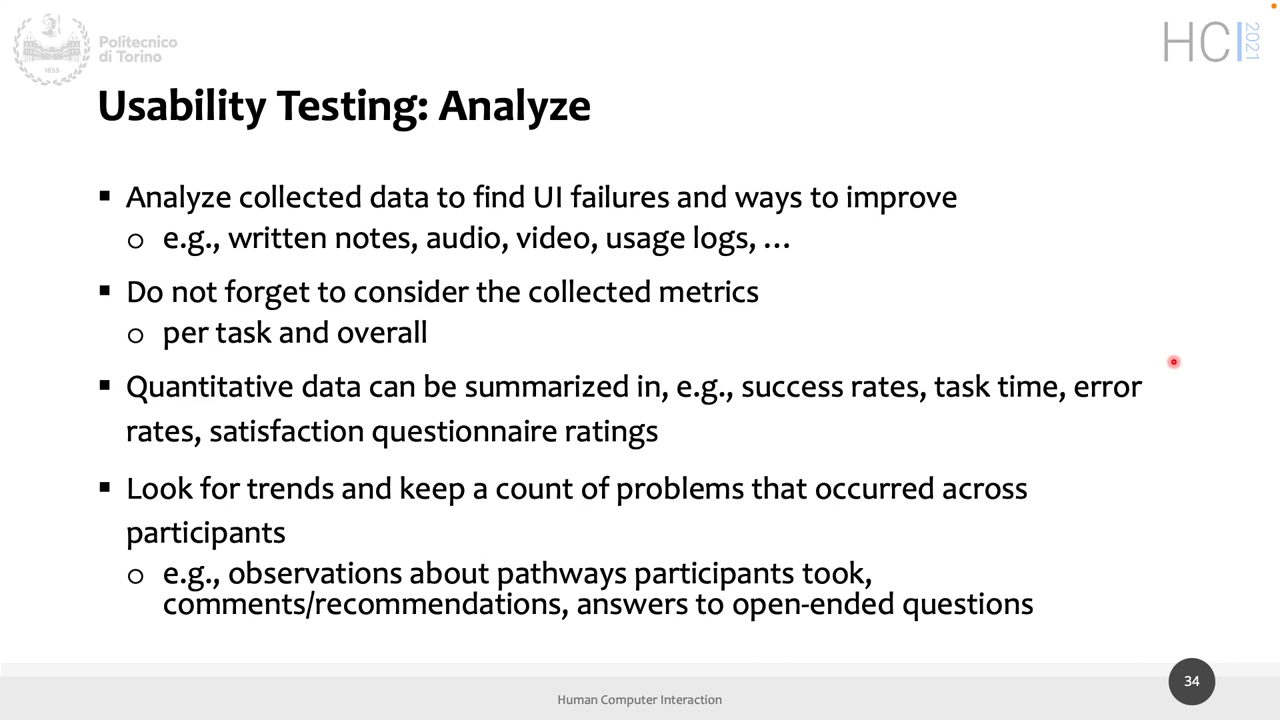 Politecnico
di Torino
1859
HCI 2021
Usability Testing: Analyze
▪ Analyze collected data to find UI failures and ways to improve
o e.g., written notes, audio, video, usage logs, …
▪ Do not forget to consider the collected metrics
o per task and overall
▪ Quantitative data can be summarized in, e.g., success rates, task time, error
rates, satisfaction questionnaire ratings
▪ Look for trends and keep a count of problems that occurred across
participants
o e.g., observations about pathways participants took,
comments/recommendations, answers to open-ended questions
Human Computer Interaction
34